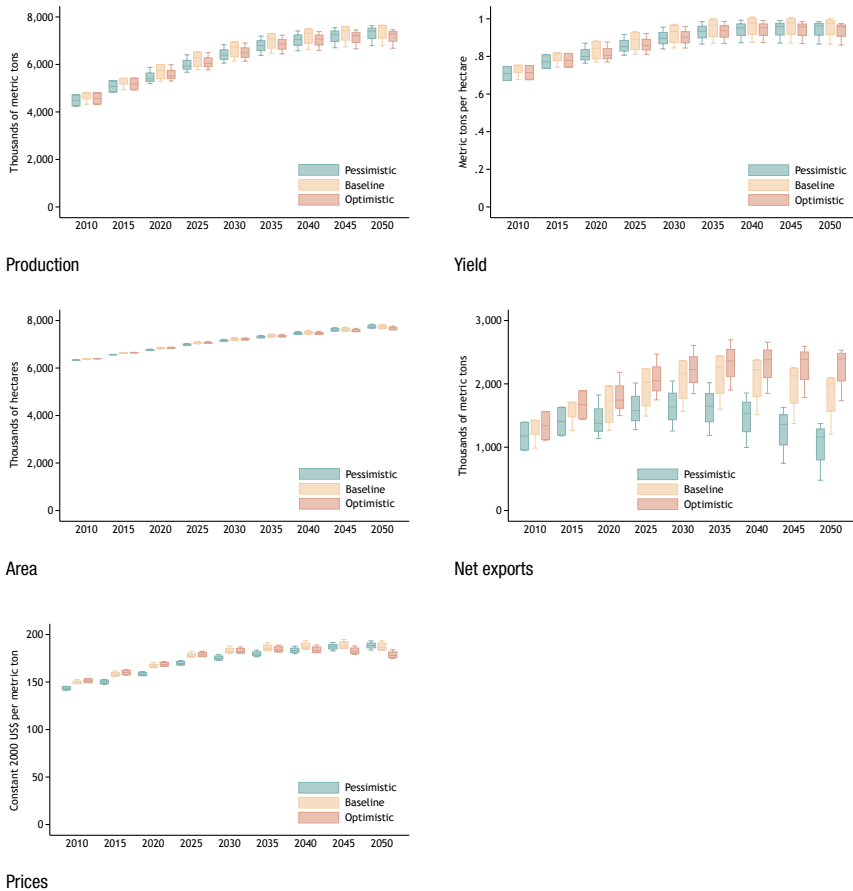 8,000
6,000
4,000
2,000
0
Thousands of metric tons
Pessimistic
Baseline
Optimistic
2010 2015 2020 2025 2030 2035 2040 2045 2050
Production
1
.8
.6
.4
.2
0
Metric tons per hectare
Pessimistic
Baseline
Optimistic
2010 2015 2020 2025 2030 2035 2040 2045 2050
Yield
8,000
6,000
4,000
2,000
0
Thousands of hectares
Pessimistic
Baseline
Optimistic
2010 2015 2020 2025 2030 2035 2040 2045 2050
Area
3,000
2,000
1,000
0
Thousands of metric tons
Pessimistic
Baseline
Optimistic
2010 2015 2020 2025 2030 2035 2040 2045 2050
Net exports
200
150
100
50
0
Constant 2000 US$ per metric ton
Pessimistic
Baseline
Optimistic
2010 2015 2020 2025 2030 2035 2040 2045 2050
Prices